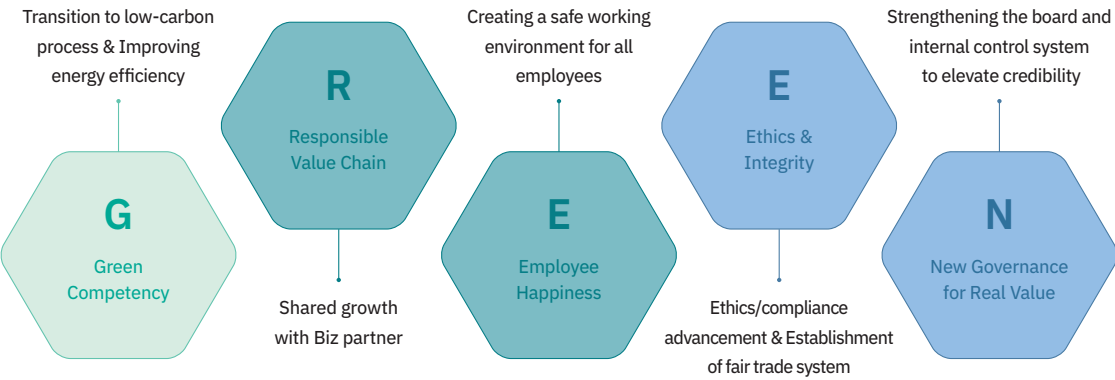 Transition to low-carbon
process & Improving
energy efficiency
G
Green
Competency
R
Responsible
Value Chain
Shared growth
with Biz partner
Creating a safe working
environment for all
employees
E
Employee
Happiness
E
Ethics &
Integrity
Ethics/compliance
advancement & Establishment
of fair trade system
Strengthening the board and
internal control system
to elevate credibility
N
New Governance
for Real Value